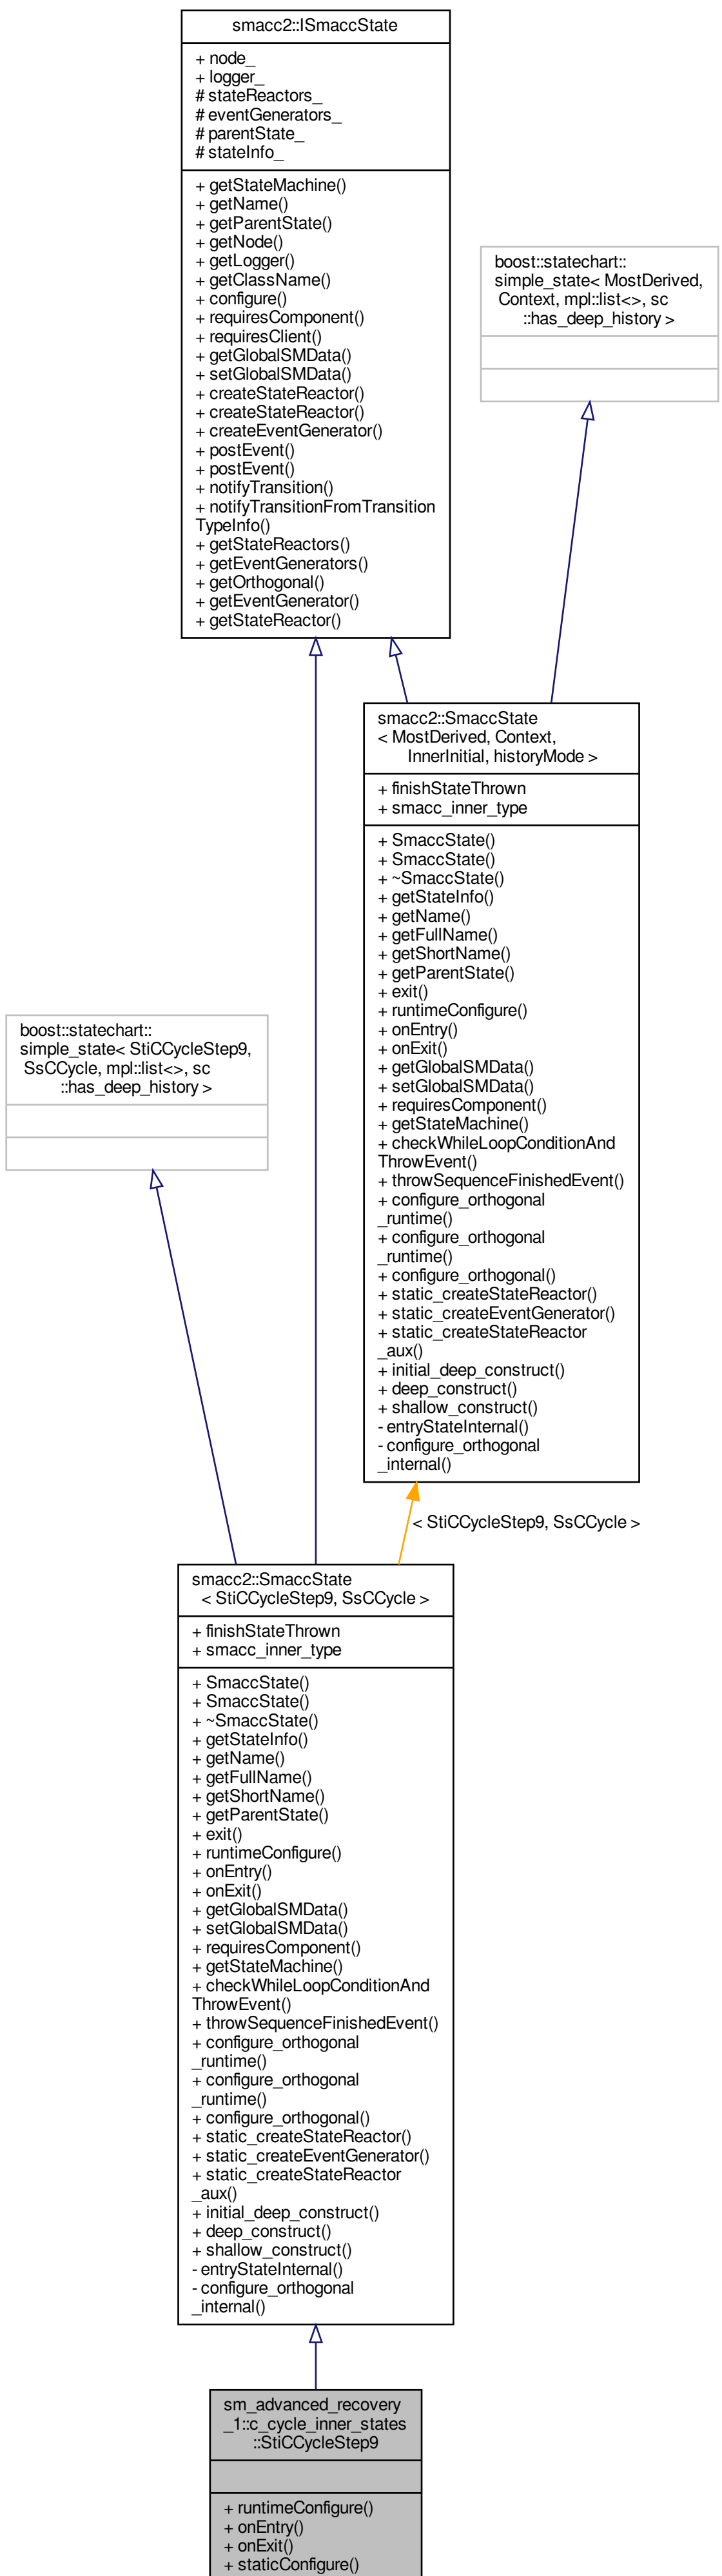 smacc2::ISmaccState
+ node_
+ logger_
# stateReactors_
# eventGenerators_
# parentState_
# stateInfo_
+ getStateMachine()
+ getName()
+ getParentState()
+ getNode()
+ getLogger()
+ getClassName()
+ configure()
+ requiresComponent()
+ requiresClient()
+ getGlobalSMData()
+ setGlobalSMData()
+ createStateReactor()
+ createStateReactor()
+ createEventGenerator()
+ postEvent()
+ postEvent()
+ notifyTransition()
+ notifyTransitionFromTransition
TypeInfo()
+ getStateReactors()
+ getEventGenerators()
+ getOrthogonal()
+ getEventGenerator()
+ getStateReactor()
boost::statechart::
simple_state< MostDerived,
Context, mpl::list<>, sc
::has_deep_history >
smacc2::SmaccState
< MostDerived, Context,
InnerInitial, historyMode >
+ finishStateThrown
+ smacc_inner_type
+ SmaccState()
+ SmaccState()
+ ~SmaccState()
+ getStateInfo()
+ getName()
+ getFullName()
+ getShortName()
+ getParentState()
+ exit()
+ runtimeConfigure()
+ onEntry()
+ onExit()
+ getGlobalSMData()
+ setGlobalSMData()
+ requiresComponent()
+ getStateMachine()
+ checkWhileLoopConditionAnd
ThrowEvent()
+ throwSequenceFinishedEvent()
+ configure_orthogonal
_runtime()
+ configure_orthogonal
_runtime()
+ configure_orthogonal()
+ static_createStateReactor()
+ static_createEventGenerator()
+ static_createStateReactor
_aux()
+ initial_deep_construct()
+ deep_construct()
+ shallow_construct()
- entryStateInternal()
- configure_orthogonal
_internal()
boost::statechart::
simple_state< StiCCycleStep9,
SsCCycle, mpl::list<>, sc
::has_deep_history >
< StiCCycleStep9, SsCCycle >
smacc2::SmaccState
< StiCCycleStep9, SsCCycle >
+ finishStateThrown
+ smacc_inner_type
+ SmaccState()
+ SmaccState()
+ ~SmaccState()
+ getStateInfo()
+ getName()
+ getFullName()
+ getShortName()
+ getParentState()
+ exit()
+ runtimeConfigure()
+ onEntry()
+ onExit()
+ getGlobalSMData()
+ setGlobalSMData()
+ requiresComponent()
+ getStateMachine()
+ checkWhileLoopConditionAnd
ThrowEvent()
+ throwSequenceFinishedEvent()
+ configure_orthogonal
_runtime()
+ configure_orthogonal
_runtime()
+ configure_orthogonal()
+ static_createStateReactor()
+ static_createEventGenerator()
+ static_createStateReactor
_aux()
+ initial_deep_construct()
+ deep_construct()
+ shallow_construct()
- entryStateInternal()
- configure_orthogonal
_internal()
sm_advanced_recovery
_1::c_cycle_inner_states
::StiCCycleStep9
+ runtimeConfigure()
+ onEntry()
+ onExit()
+ staticConfigure()